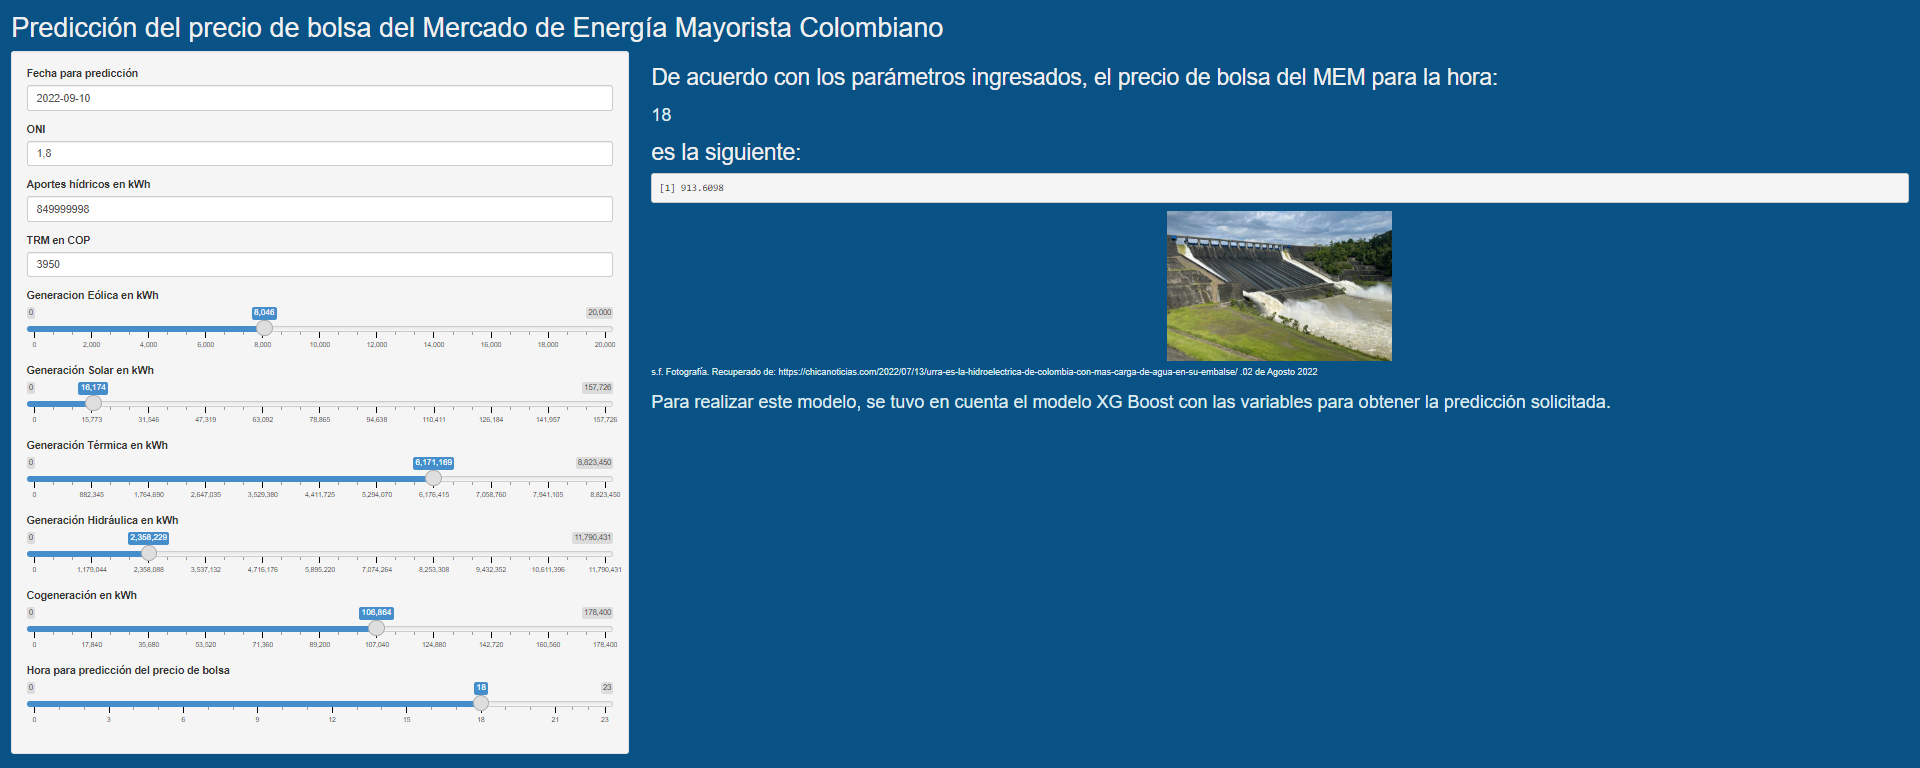 Predicción del precio de bolsa del Mercado de Energía Mayorista Colombiano
Fecha para predicción
2022-09-10
ONI
1,8
Aportes hídricos en kWh
849999998
TRM en COP
3950
Generacion Eólica en kWh
0 8,046 20,000
0 2,000 4,000 6,000 8,000 10,000 12,000 14,000 16,000 18,000 20,000
Generación Solar en kWh
0 16,174 157,726
0 15,773 31,546 47,319 63,092 78,865 94,638 110,411 126,184 141,957 157,726
Generación Térmica en kWh
0 6,171,169 8,823,450
0 882,345 1,764,690 2,647,035 3,529,380 4,411,725 5,294,070 6,176,415 7,058,760 7,941,105 8,823,450
Generación Hidráulica en kWh
0 2,358,229 11,790,431
0 1,179,044 2,358,088 3,537,132 4,716,176 5,895,220 7,074,264 8,253,308 9,432,352 10,611,396 11,790,431
Cogeneración en kWh
0 106,864 178,400
0 17,840 35,680 53,520 71,360 89,200 107,040 124,880 142,720 160,560 178,400
Hora para predicción del precio de bolsa
0 18 23
0 3 6 9 12 15 18 21 23
De acuerdo con los parámetros ingresados, el precio de bolsa del MEM para la hora:
18
es la siguiente:
[1] 913.6098
s.f. Fotografía. Recuperado de: https://chicanoticias.com/2022/07/13/urra-es-la-hidroelectrica-de-colombia-con-mas-carga-de-agua-en-su-embalse/ .02 de Agosto 2022
Para realizar este modelo, se tuvo en cuenta el modelo XG Boost con las variables para obtener la predicción solicitada.